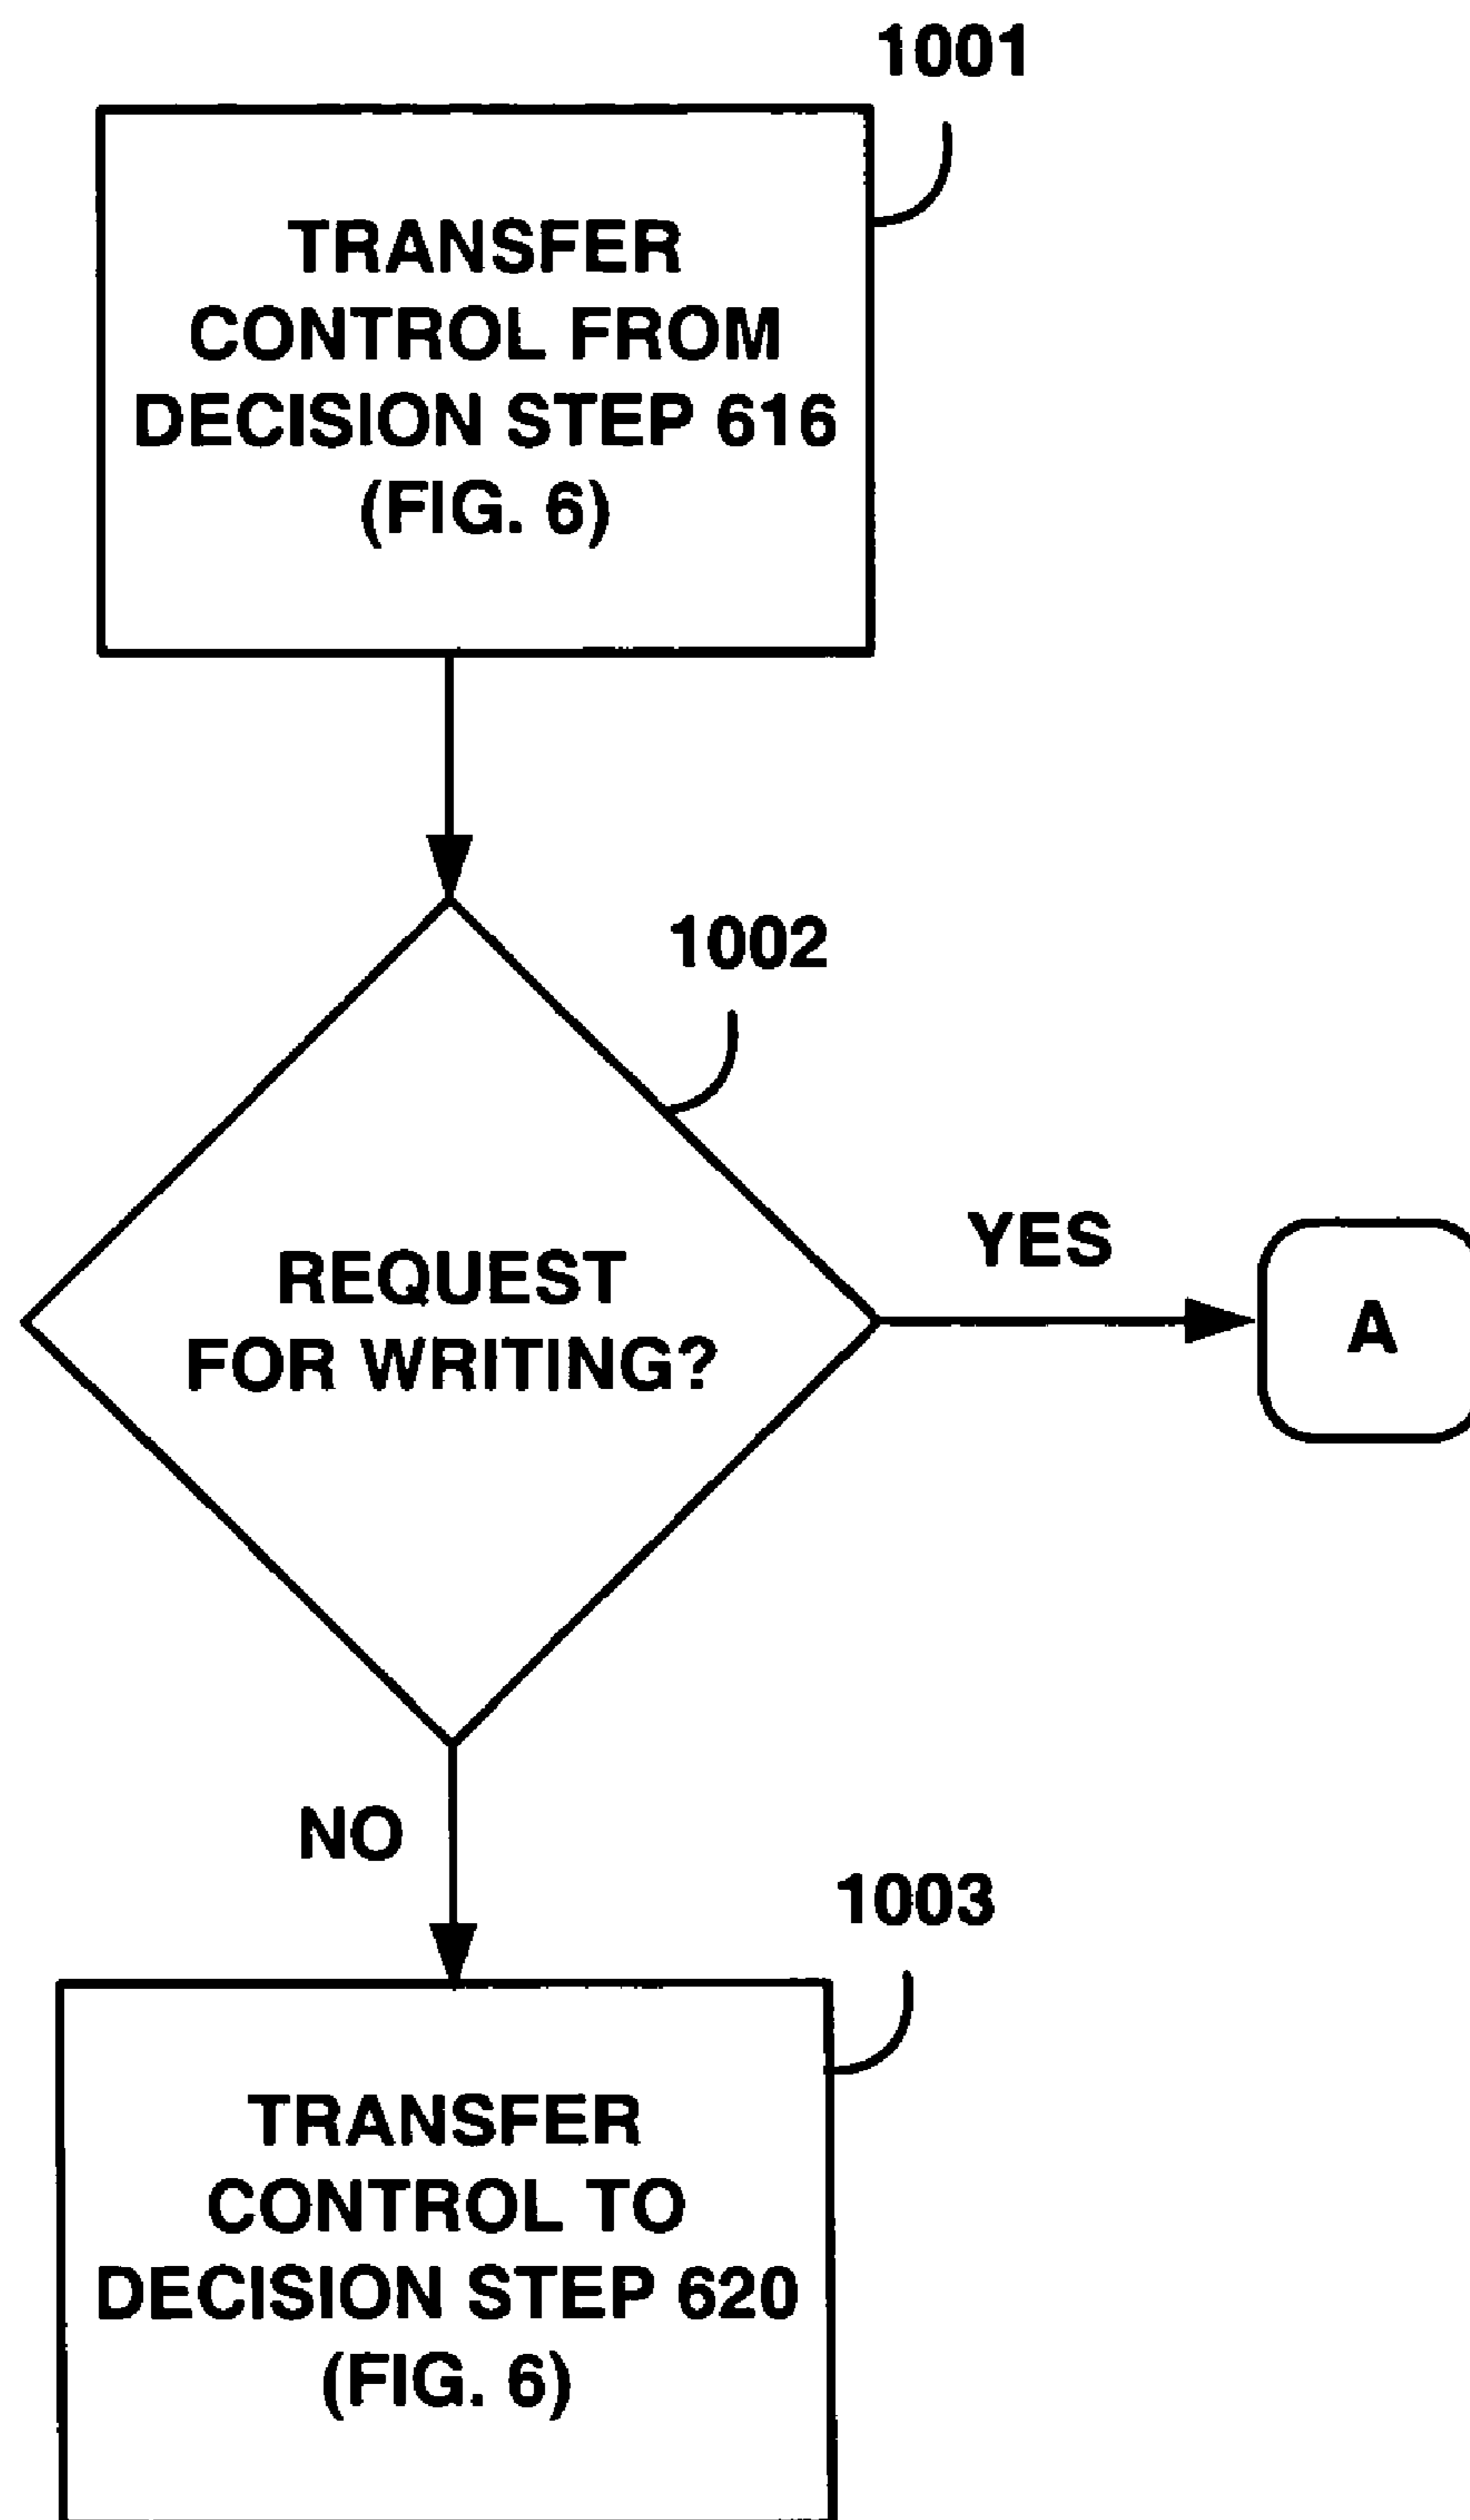 1001
TRANSFER
CONTROL FROM
DECISION STEP 616
(FIG. 6)
1002
REQUEST
FOR WRITING?
YES
A
NO
1003
TRANSFER
CONTROL TO
DECISION STEP 620
(FIG. 6)